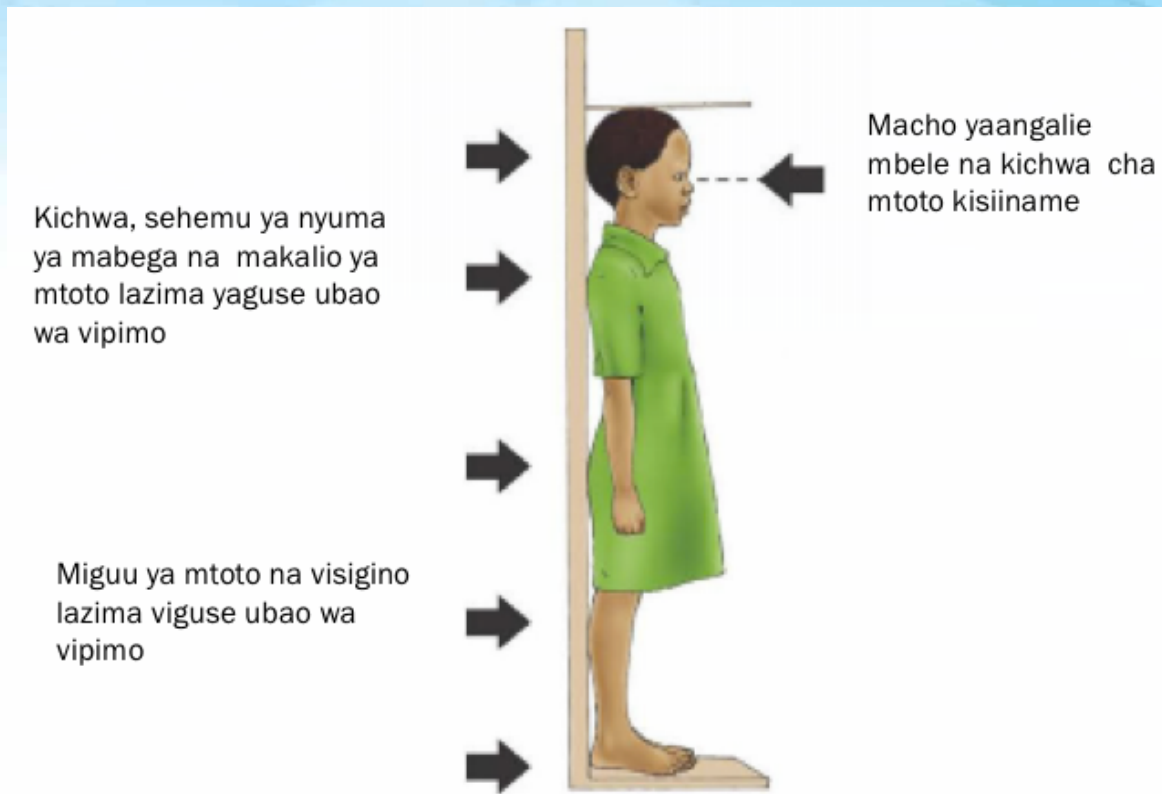 Macho yaangalie
mbele na kichwa cha
mtoto kisiiname
Kichwa, sehemu ya nyuma
ya mabega na makalio ya
mtoto lazima yaguse ubao
wa vipimo
Miguu ya mtoto na visigino
lazima viguse ubao wa
vipimo